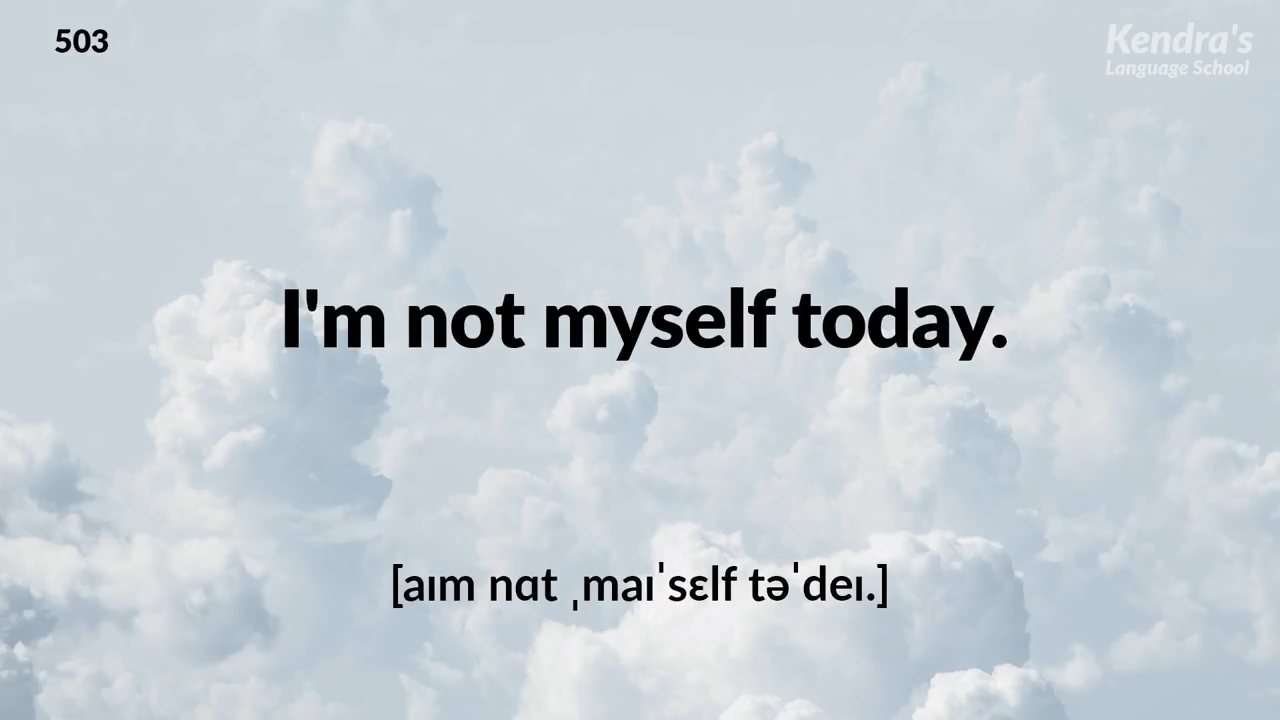 503
Kendra's
Language School
I'm not myself today.
[aɪm nɑt ˌmaɪˈsɛlf təˈdeɪ.]